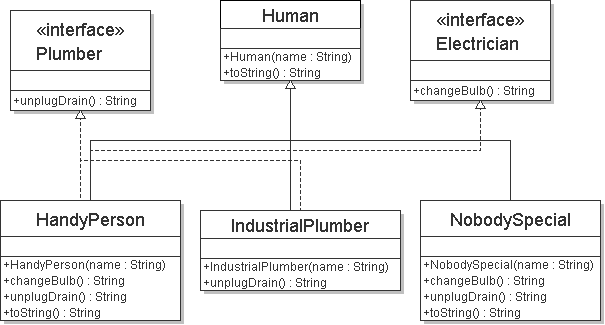 «interface»
Plumber
+unplugDrain() : String
Human
+Human(name : String)
+toString() : String
«interface»
Electrician
+changeBulb() : String
HandyPerson
+HandyPerson(name : String)
+changeBulb() : String
+unplugDrain() : String
+toString() : String
IndustrialPlumber
+IndustrialPlumber(name : String)
+unplugDrain() : String
NobodySpecial
+NobodySpecial(name : String)
+changeBulb() : String
+unplugDrain() : String
+toString() : String